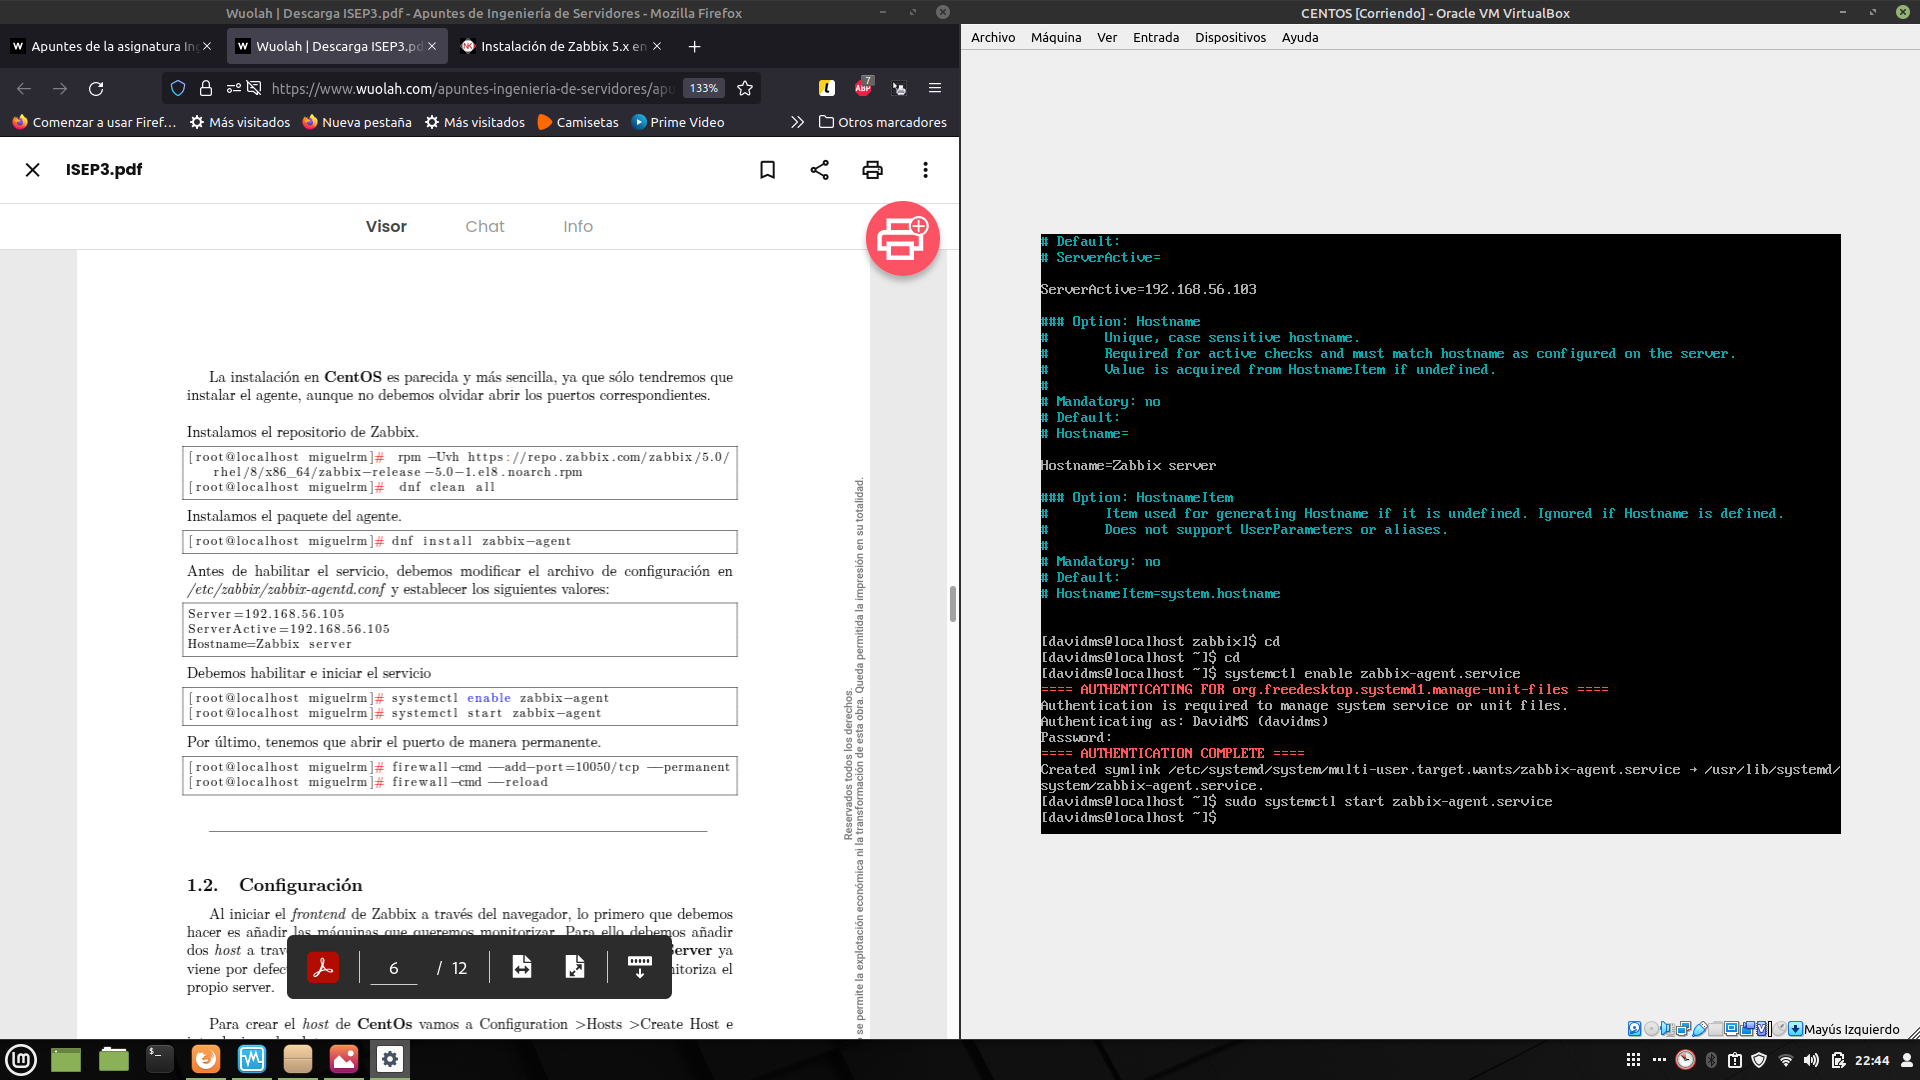 Wuolah | Descarga ISEP3.pdf - Apuntes de Ingeniería de Servidores - Mozilla Firefox
Apuntes de la asignatura In
Wuolah | Descarga ISEP3.pd
Instalación de Zabbix 5.x en
https://www.wuolah.com/apuntes-ingenieria-de-servidores/apu
133%
7
ABP
Comenzar a usar Firef...
Más visitados
Nueva pestaña
Más visitados
Camisetas
Prime Video
Otros marcadores
ISEP3.pdf
Visor
Chat
Info
La instalación en CentOS es parecida y más sencilla, ya que sólo tendremos que
instalar el agente, aunque no debemos olvidar abrir los puertos correspondientes.
Instalamos el repositorio de Zabbix.
[root@localhost miguelrm]# rpm -Uvh https://repo.zabbix.com/zabbix/5.0/
rhel/8/x86_64/zabbix-release-5.0-1.el8.noarch.rpm
[root@localhost miguelrm]# dnf clean all
Instalamos el paquete del agente.
[root@localhost miguelrm]# dnf install zabbix-agent
Antes de habilitar el servicio, debemos modificar el archivo de configuración en
/etc/zabbix/zabbix-agentd.conf y establecer los siguientes valores:
Server=192.168.56.105
ServerActive=192.168.56.105
Hostname=Zabbix server
Debemos habilitar e iniciar el servicio
[root@localhost miguelrm]# systemctl enable zabbix-agent
[root@localhost miguelrm]# systemctl start zabbix-agent
Por último, tenemos que abrir el puerto de manera permanente.
[root@localhost miguelrm]# firewall-cmd --add-port=10050/tcp --permanent
[root@localhost miguelrm]# firewall-cmd --reload
1.2. Configuración
Al iniciar el frontend de Zabbix a través del navegador, lo primero que debemos
hacer es añadir las máquinas que queremos monitorizar. Para ello debemos añadir
dos host a trav
Server ya
viene por defec
nitoriza el
propio server.
Para crear el host de CentOs vamos a Configuration >Hosts >Create Host e
Reservados todos los derechos.
se permite la explotación económica ni la transformación de esta obra. Queda permitida la impresión en su totalidad.
6 / 12
CENTOS [Corriendo] - Oracle VM VirtualBox
Archivo
Máquina
Ver
Entrada
Dispositivos
Ayuda
# Default:
# ServerActive=
ServerActive=192.168.56.103
### Option: Hostname
# Unique, case sensitive hostname.
# Required for active checks and must match hostname as configured on the server.
# Value is acquired from HostnameItem if undefined.
#
# Mandatory: no
# Default:
# Hostname=
Hostname=Zabbix server
### Option: HostnameItem
# Item used for generating Hostname if it is undefined. Ignored if Hostname is defined.
# Does not support UserParameters or aliases.
#
# Mandatory: no
# Default:
# HostnameItem=system.hostname
[davidms@localhost zabbix]$ cd
[davidms@localhost ~]$ cd
[davidms@localhost ~]$ systemctl enable zabbix-agent.service
==== AUTHENTICATING FOR org.freedesktop.systemd1.manage-unit-files ====
Authentication is required to manage system service or unit files.
Authenticating as: DavidMS (davidms)
Password:
==== AUTHENTICATION COMPLETE ====
Created symlink /etc/systemd/system/multi-user.target.wants/zabbix-agent.service → /usr/lib/systemd/
system/zabbix-agent.service.
[davidms@localhost ~]$ sudo systemctl start zabbix-agent.service
[davidms@localhost ~]$
Mayús Izquierdo
22:44